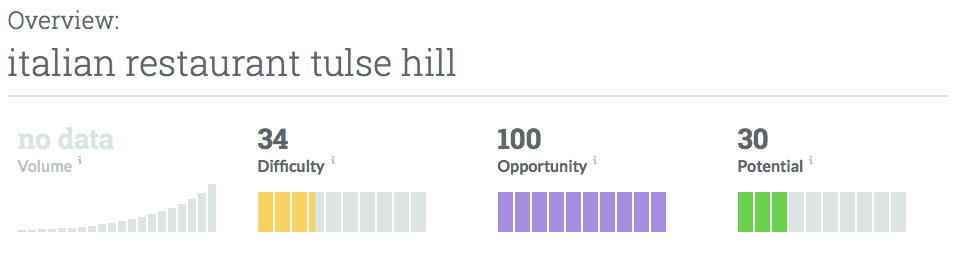 Overview:
italian restaurant tulse hill
no data 34 100 30
Volume i Difficulty i Opportunity i Potential i